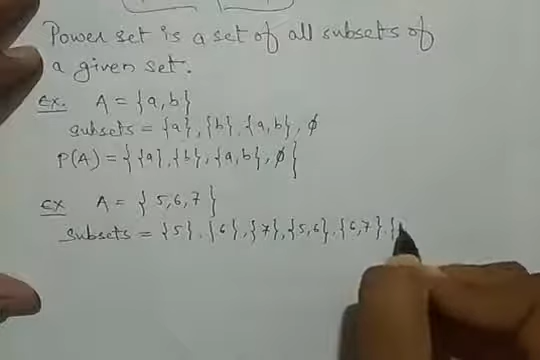 Power set is a set of all subsets of
a given set.
Ex. A = {a, b}
subsets = {a}, {b}, {a, b}, ϕ
P(A) = { {a}, {b}, {a, b}, ϕ }
Ex A = { 5, 6, 7 }
Subsets = {5}, {6}, {7}, {5, 6}, {6, 7}, {